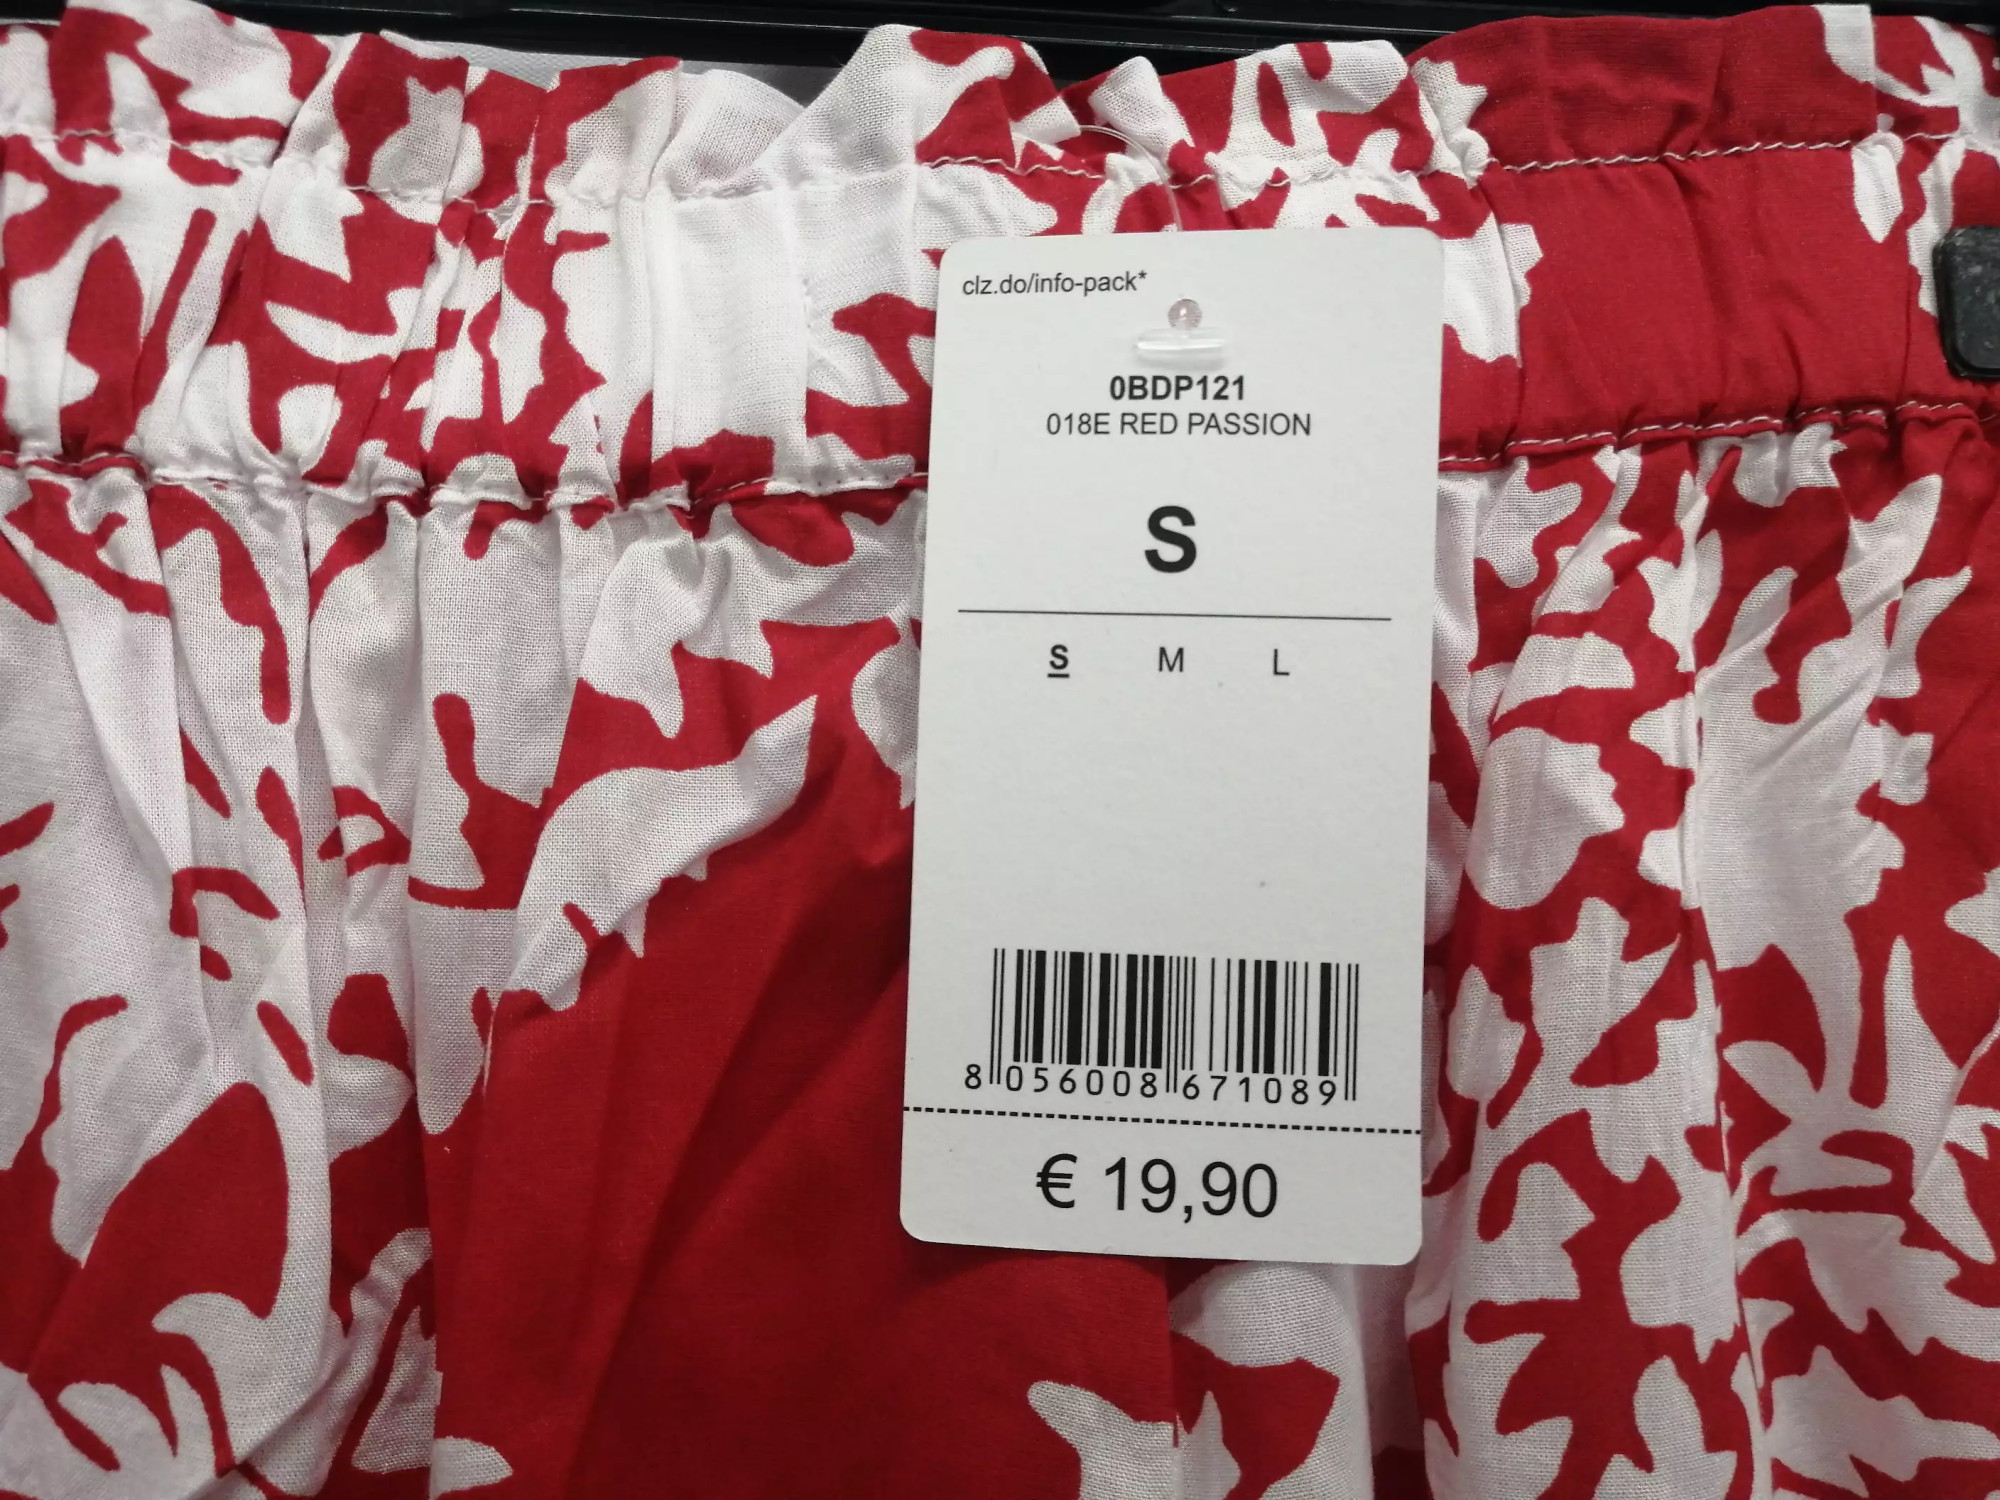 clz.do/info-pack*
0BDP121
018E RED PASSION
S
S M L
8 056008 671089
€ 19,90